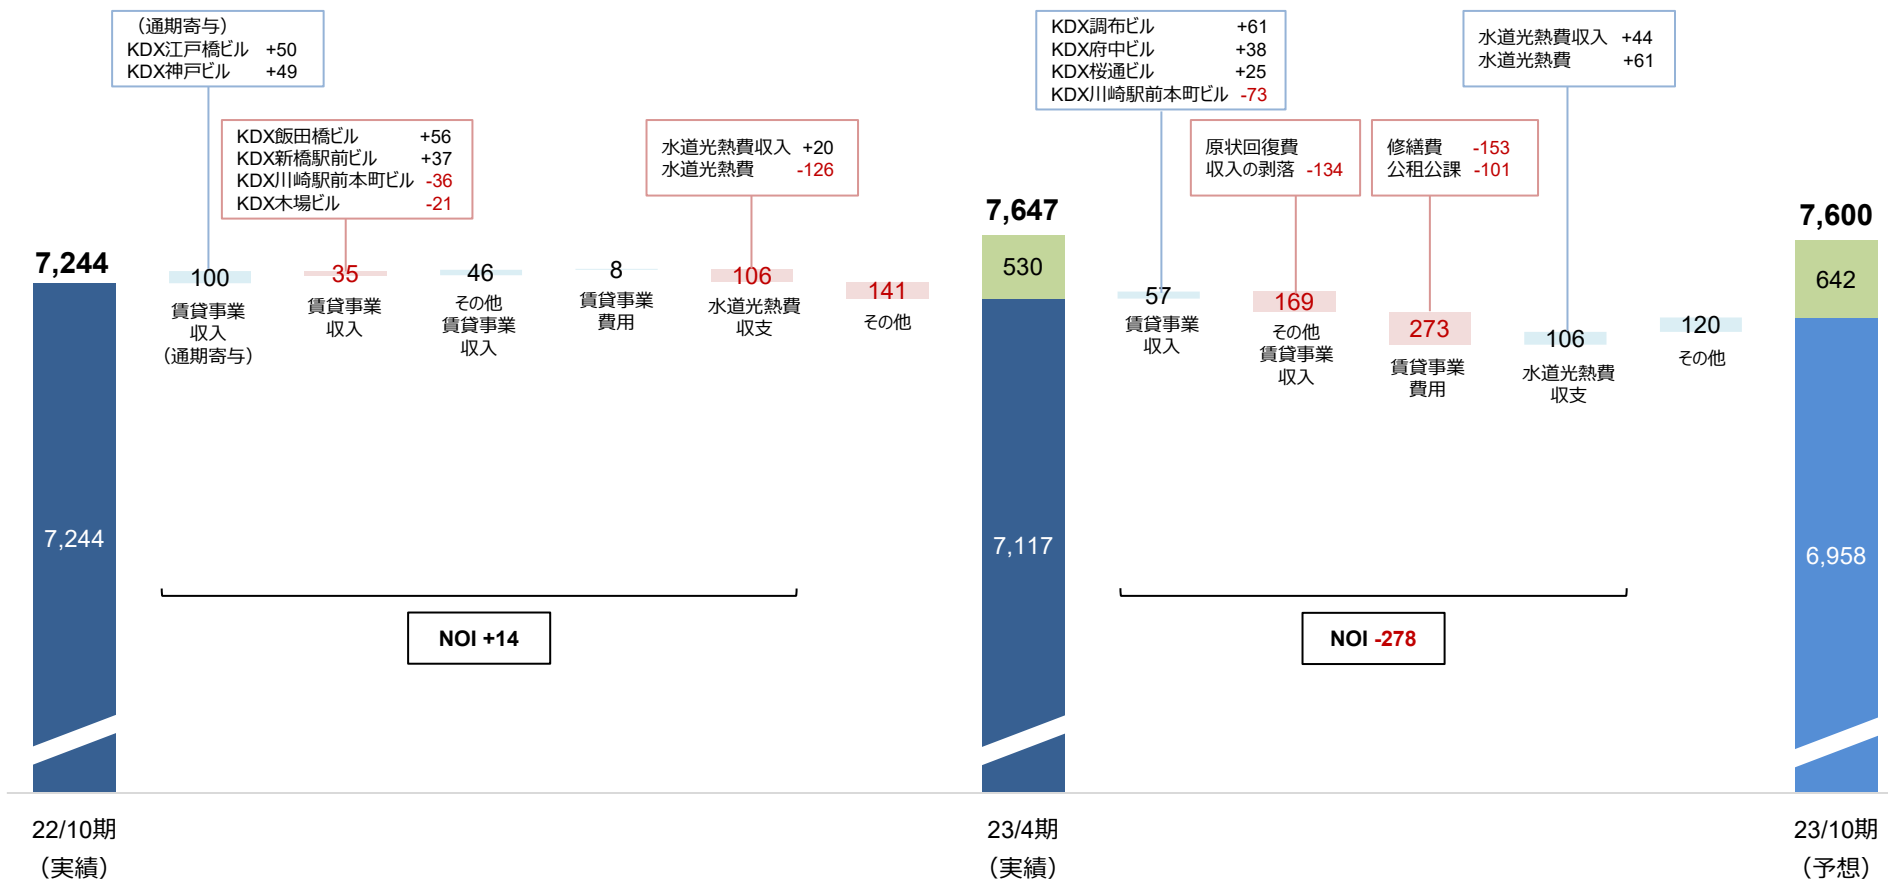 （通期寄与）
KDX江戸橋ビル +50
KDX神戸ビル +49
KDX飯田橋ビル +56
KDX新橋駅前ビル +37
KDX川崎駅前本町ビル -36
KDX木場ビル -21
水道光熱費収入 +20
水道光熱費 -126
KDX調布ビル +61
KDX府中ビル +38
KDX桜通ビル +25
KDX川崎駅前本町ビル -73
原状回復費
収入の剥落 -134
修繕費 -153
公租公課 -101
水道光熱費収入 +44
水道光熱費 +61
7,244
7,244
100
賃貸事業
収入
（通期寄与）
35
賃貸事業
収入
46
その他
賃貸事業
収入
8
賃貸事業
費用
106
水道光熱費
収支
141
その他
NOI +14
7,647
530
7,117
57
賃貸事業
収入
169
その他
賃貸事業
収入
273
賃貸事業
費用
106
水道光熱費
収支
120
その他
NOI -278
7,600
642
6,958
22/10期
（実績）
23/4期
（実績）
23/10期
（予想）